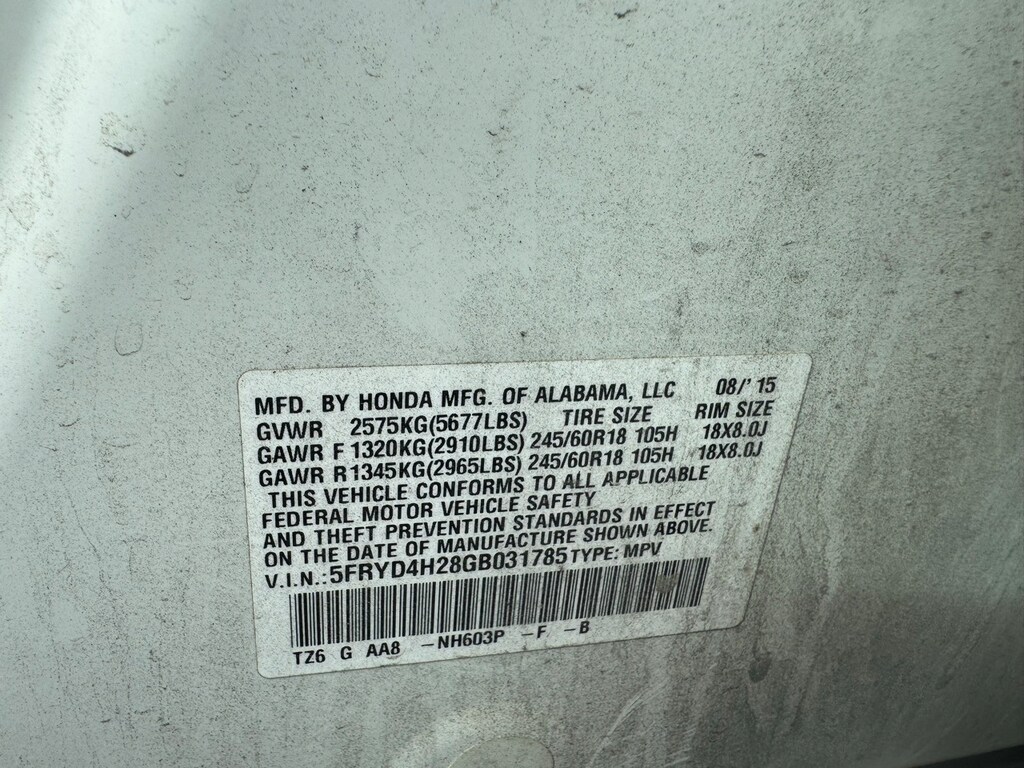 MFD. BY HONDA MFG. OF ALABAMA, LLC 08/'15
GVWR 2575KG(5677LBS) TIRE SIZE RIM SIZE
GAWR F 1320KG(2910LBS) 245/60R18 105H 18X8.0J
GAWR R 1345KG(2965LBS) 245/60R18 105H 18X8.0J
THIS VEHICLE CONFORMS TO ALL APPLICABLE
FEDERAL MOTOR VEHICLE SAFETY
AND THEFT PREVENTION STANDARDS IN EFFECT
ON THE DATE OF MANUFACTURE SHOWN ABOVE.
V.I.N.: 5FRYD4H28GB031785 TYPE: MPV
TZ6 G AA8 -NH603P -F -B